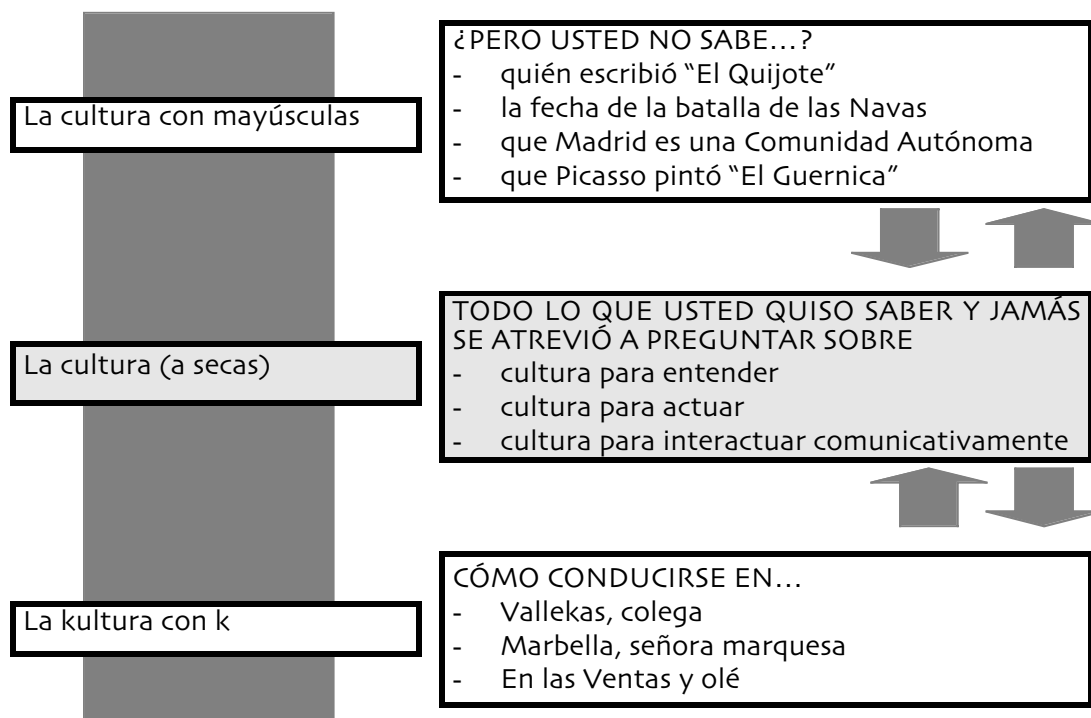 La cultura con mayúsculas
¿PERO USTED NO SABE...?
- quién escribió “El Quijote”
- la fecha de la batalla de las Navas
- que Madrid es una Comunidad Autónoma
- que Picasso pintó “El Guernica”
La cultura (a secas)
TODO LO QUE USTED QUISO SABER Y JAMÁS
SE ATREVIÓ A PREGUNTAR SOBRE
- cultura para entender
- cultura para actuar
- cultura para interactuar comunicativamente
La kultura con k
CÓMO CONDUCIRSE EN...
- Vallekas, colega
- Marbella, señora marquesa
- En las Ventas y olé